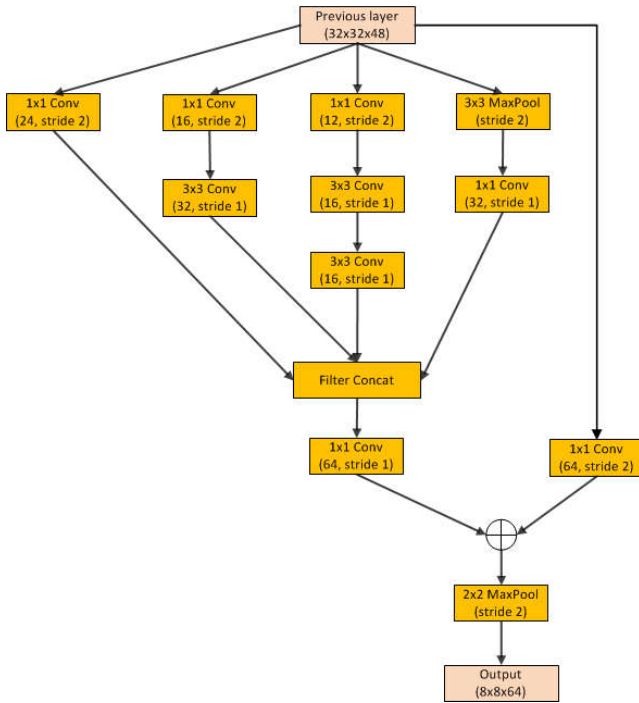 Previous layer
(32x32x48)
1x1 Conv
(24, stride 2)
1x1 Conv
(16, stride 2)
1x1 Conv
(12, stride 2)
3x3 MaxPool
(stride 2)
3x3 Conv
(32, stride 1)
3x3 Conv
(16, stride 1)
1x1 Conv
(32, stride 1)
3x3 Conv
(16, stride 1)
Filter Concat
1x1 Conv
(64, stride 1)
1x1 Conv
(64, stride 2)
2x2 MaxPool
(stride 2)
Output
(8x8x64)